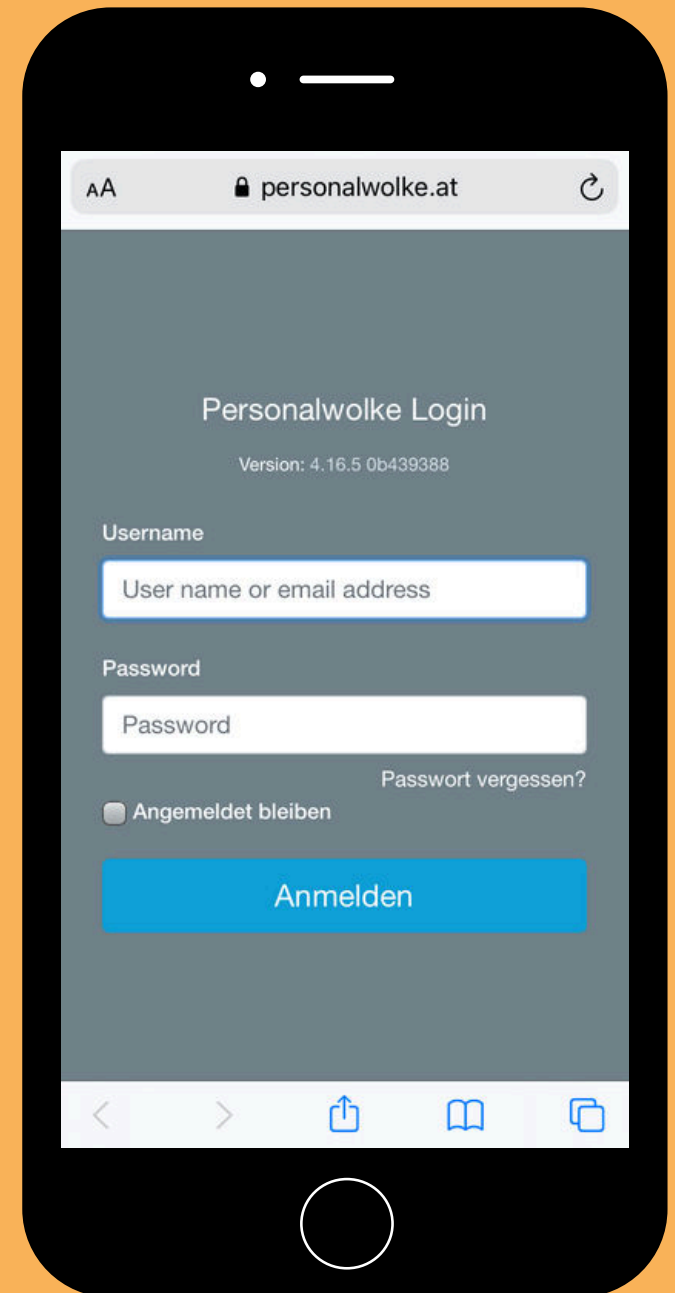 AA personalwolke.at
Personalwolke Login
Version: 4.16.5 0b439388
Username
User name or email address
Password
Password
Passwort vergessen?
Angemeldet bleiben
Anmelden